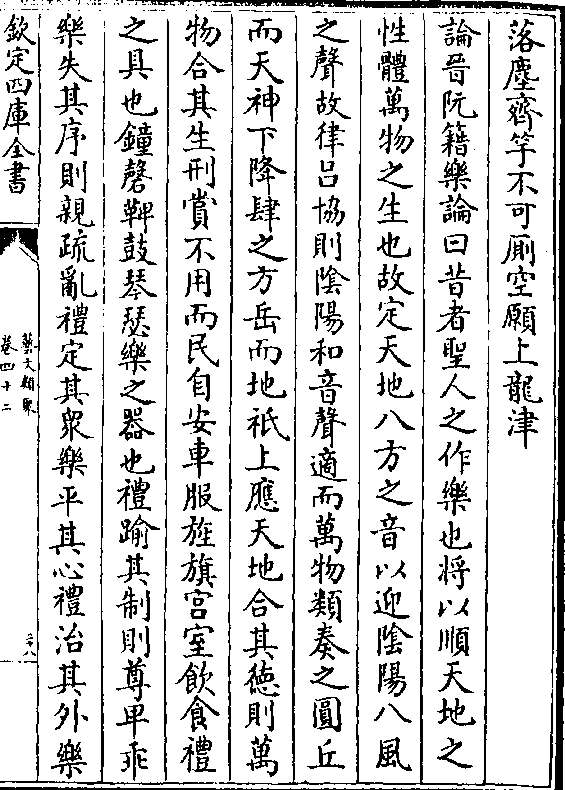 落塵齊竽不可厠空願上龍津
論晉阮籍樂論曰昔者聖人之作樂也將以順天地之
性體萬物之生也故定天地八方之音以迎陰陽八風
之聲故律吕協則陰陽和音聲適而萬物類奏之圓丘
而天神下降肆之方岳而地祇上應天地合其徳則萬
物合其生刑賞不用而民自安車服旌旗宫室飲食禮
之具也鐘磬鞞鼓琴瑟樂之器也禮踰其制則尊卑乖
樂失其序則親疏亂禮定其衆樂平其心禮治其外樂
欽定四庫全書
藝文類聚
卷四十二
二十八